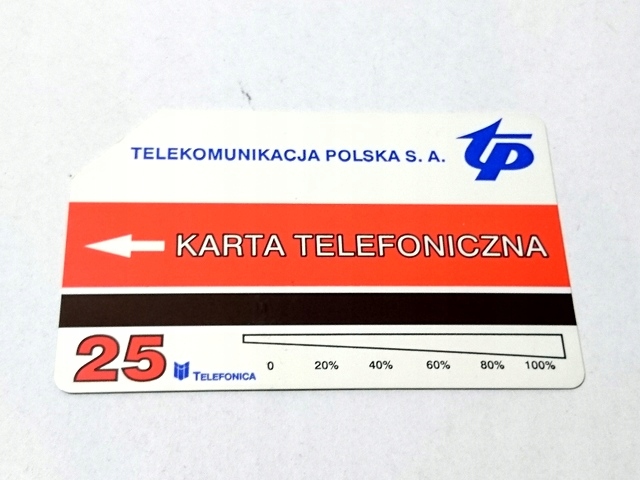 TELEKOMUNIKACJA POLSKA S. A.
tp
KARTA TELEFONICZNA
25
TELEFONICA
0 20% 40% 60% 80% 100%